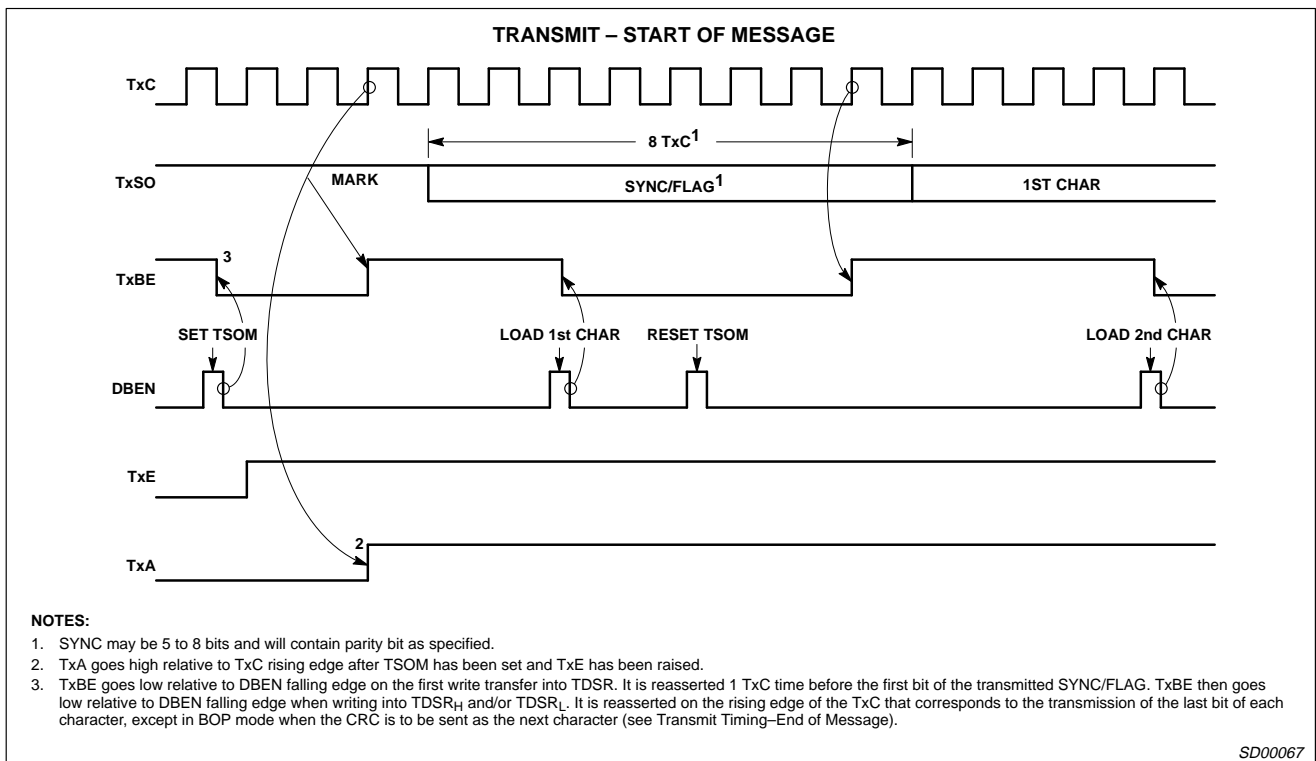 TRANSMIT – START OF MESSAGE
TxC
8 TxC1
TxSO
MARK
SYNC/FLAG1
1ST CHAR
3
TxBE
SET TSOM
LOAD 1st CHAR
RESET TSOM
LOAD 2nd CHAR
DBEN
TxE
2
TxA
NOTES:
1. SYNC may be 5 to 8 bits and will contain parity bit as specified.
2. TxA goes high relative to TxC rising edge after TSOM has been set and TxE has been raised.
3. TxBE goes low relative to DBEN falling edge on the first write transfer into TDSR. It is reasserted 1 TxC time before the first bit of the transmitted SYNC/FLAG. TxBE then goes
low relative to DBEN falling edge when writing into TDSRH and/or TDSRL. It is reasserted on the rising edge of the TxC that corresponds to the transmission of the last bit of each
character, except in BOP mode when the CRC is to be sent as the next character (see Transmit Timing–End of Message).
SD00067